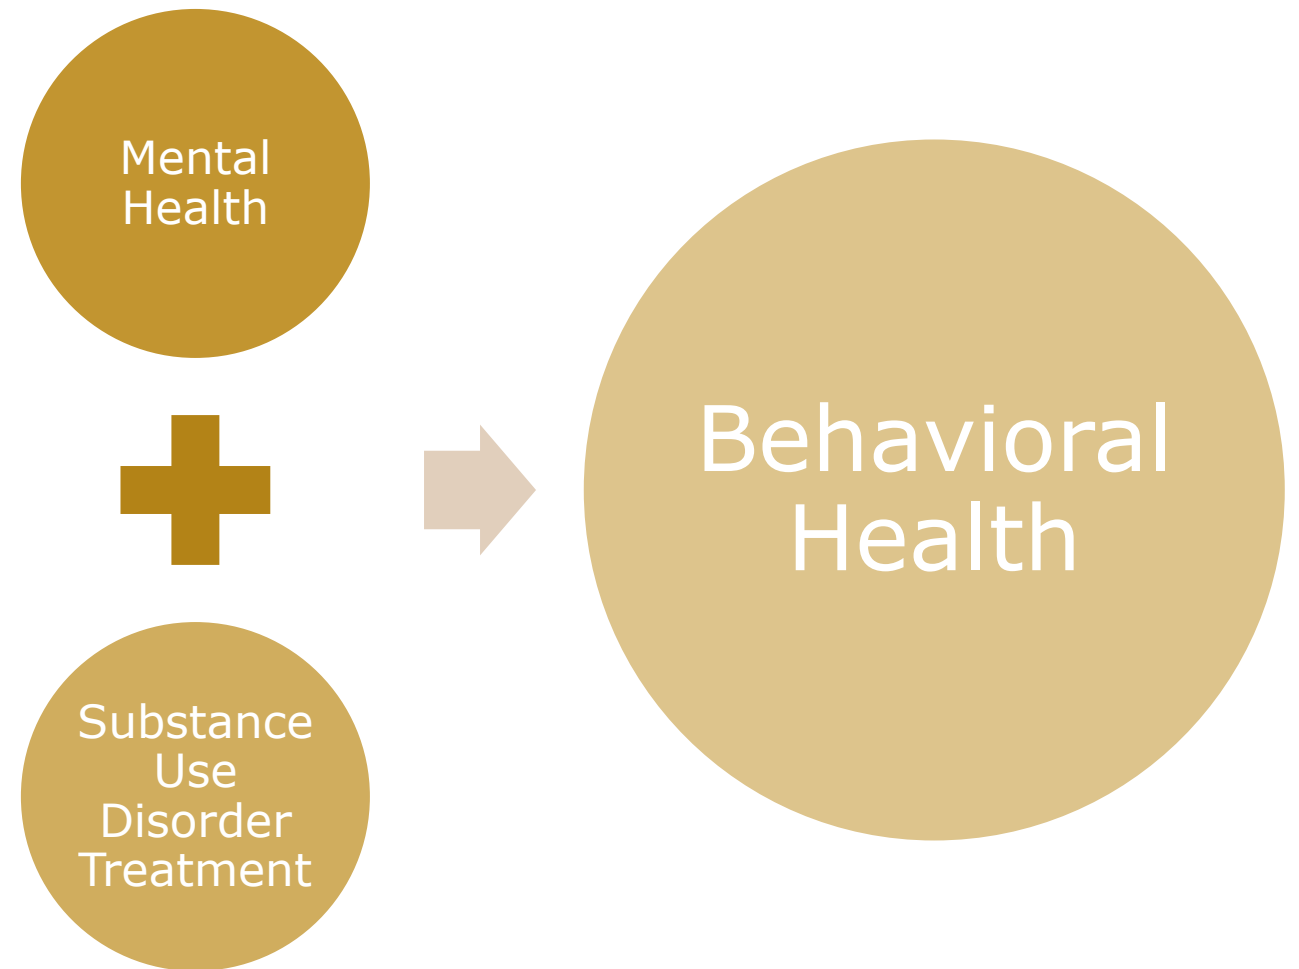 Mental
Health
Substance
Use
Disorder
Treatment
Behavioral
Health